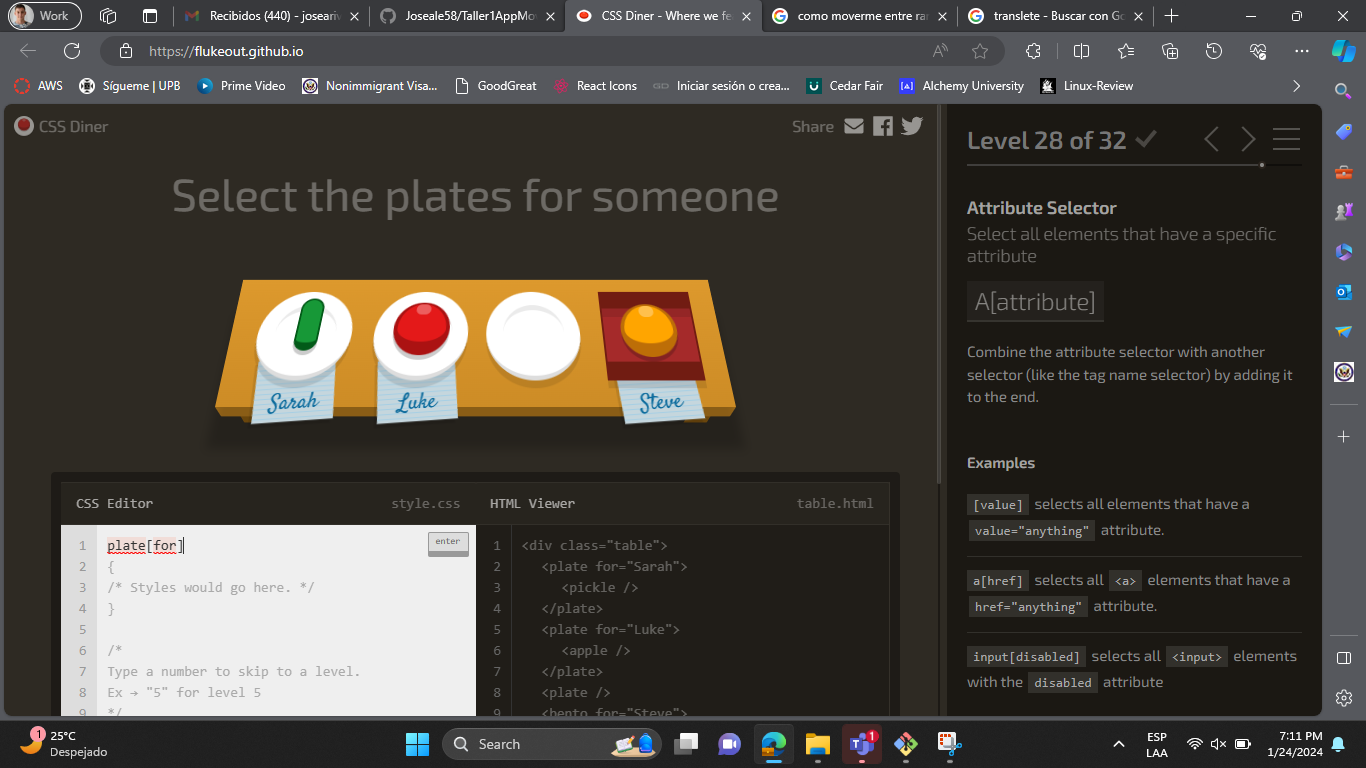 Work
Recibidos (440) - joseariv
Joseale58/Taller1AppMov
CSS Diner - Where we fe
como moverme entre ran
translete - Buscar con Go
https://flukeout.github.io
AWS
Sígueme | UPB
Prime Video
Nonimmigrant Visa...
GoodGreat
React Icons
Iniciar sesión o crea...
Cedar Fair
Alchemy University
Linux-Review
CSS Diner
Share
Select the plates for someone
Sarah
Luke
Steve
CSS Editor
style.css
HTML Viewer
table.html
enter
1 plate[for]
2 {
3 /* Styles would go here. */
4 }
5
6 /*
7 Type a number to skip to a level.
8 Ex → "5" for level 5
9 */
1 <div class="table">
2 <plate for="Sarah">
3 <pickle />
4 </plate>
5 <plate for="Luke">
6 <apple />
7 </plate>
8 <plate />
9 <bento for="Steve">
Level 28 of 32
Attribute Selector
Select all elements that have a specific
attribute
A[attribute]
Combine the attribute selector with another
selector (like the tag name selector) by adding it
to the end.
Examples
[value] selects all elements that have a
value="anything" attribute.
a[href] selects all <a> elements that have a
href="anything" attribute.
input[disabled] selects all <input> elements
with the disabled attribute
1
25°C
Despejado
Search
1
ESP
LAA
7:11 PM
1/24/2024